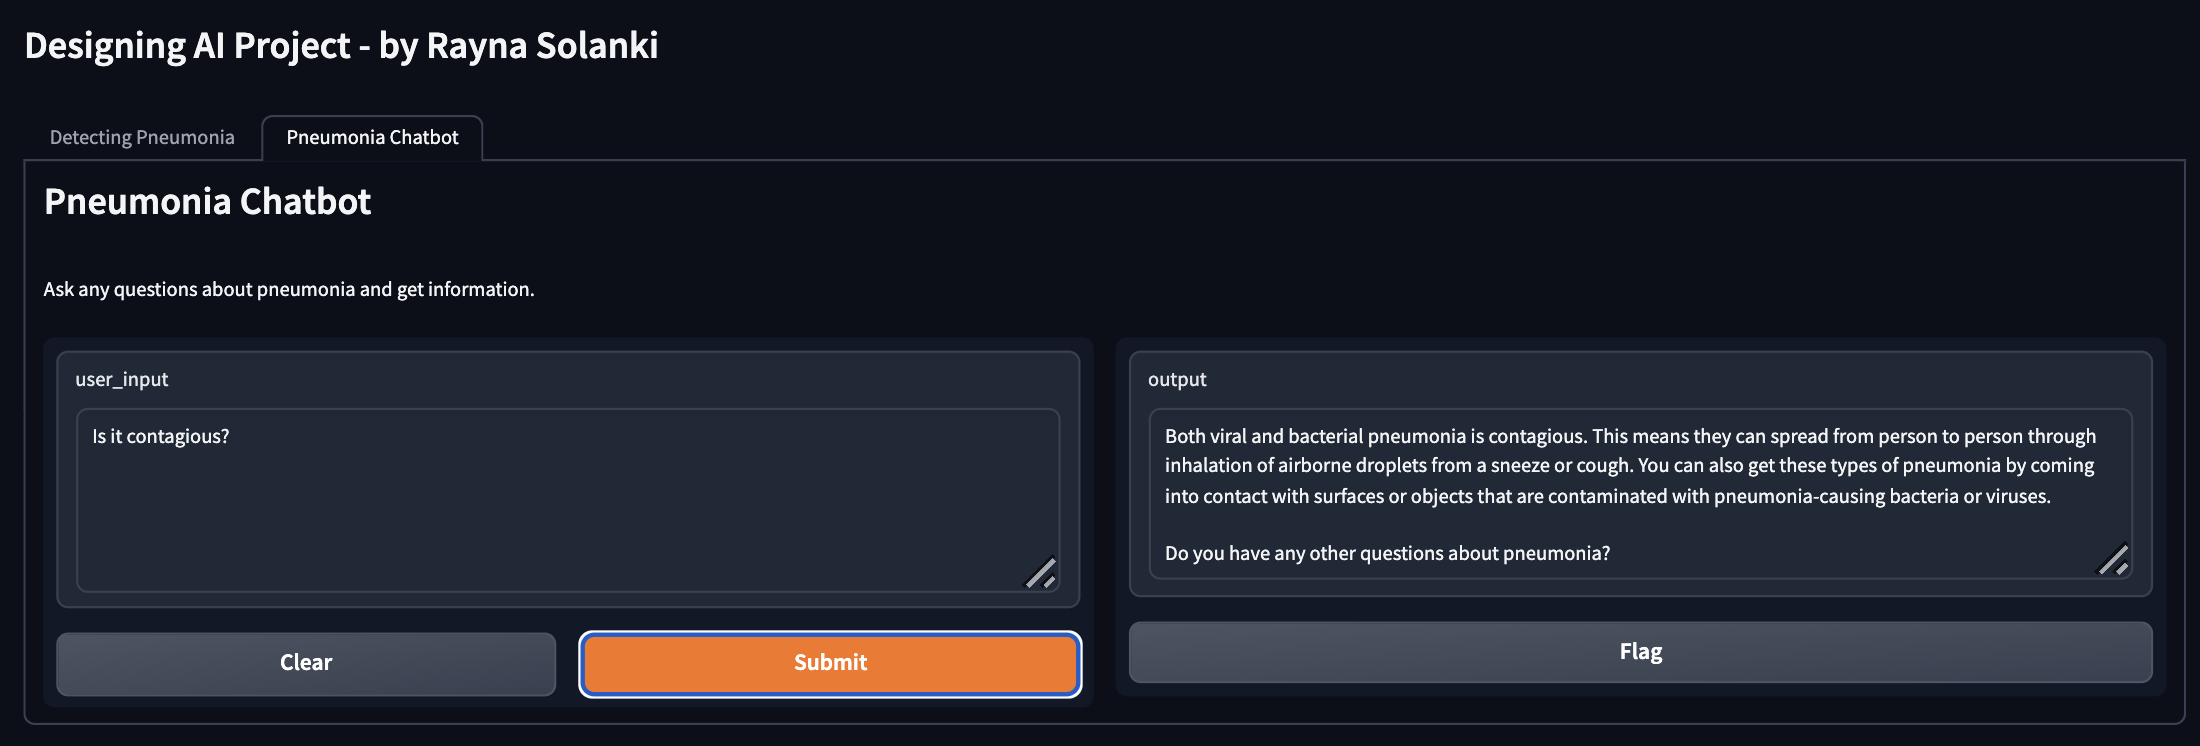 Designing AI Project - by Rayna Solanki
Detecting Pneumonia
Pneumonia Chatbot
Pneumonia Chatbot
Ask any questions about pneumonia and get information.
user_input
Is it contagious?
Clear
Submit
output
Both viral and bacterial pneumonia is contagious. This means they can spread from person to person through
inhalation of airborne droplets from a sneeze or cough. You can also get these types of pneumonia by coming
into contact with surfaces or objects that are contaminated with pneumonia-causing bacteria or viruses.
Do you have any other questions about pneumonia?
Flag